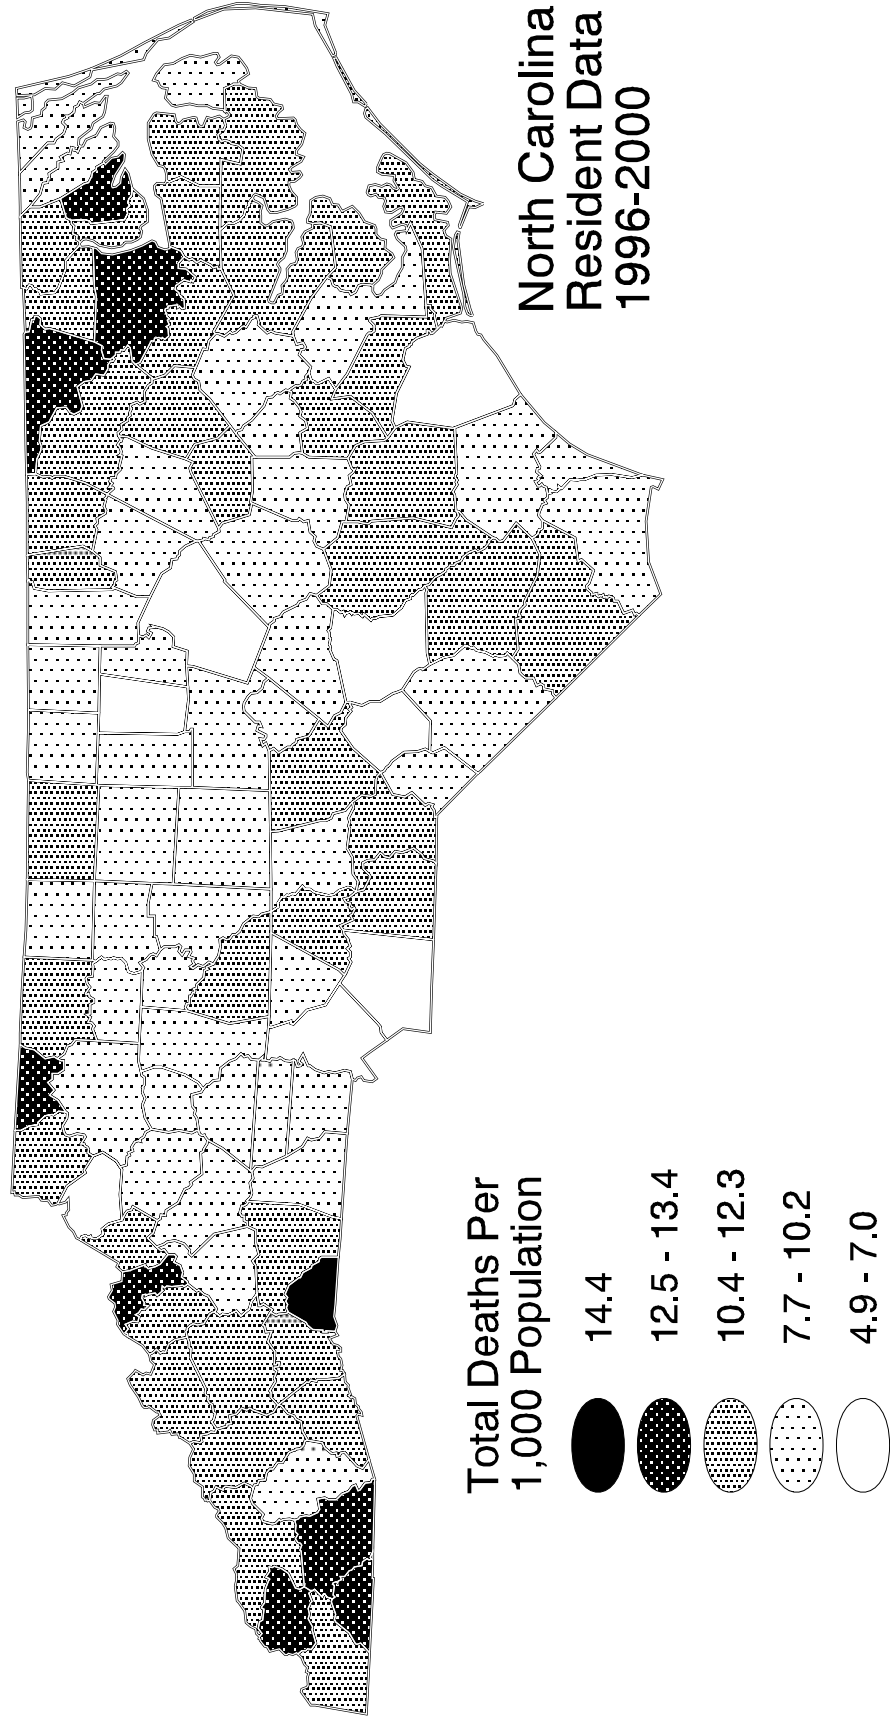 North Carolina
Resident Data
1996-2000
Total Deaths Per
1,000 Population
14.4
12.5 - 13.4
10.4 - 12.3
7.7 - 10.2
4.9 - 7.0